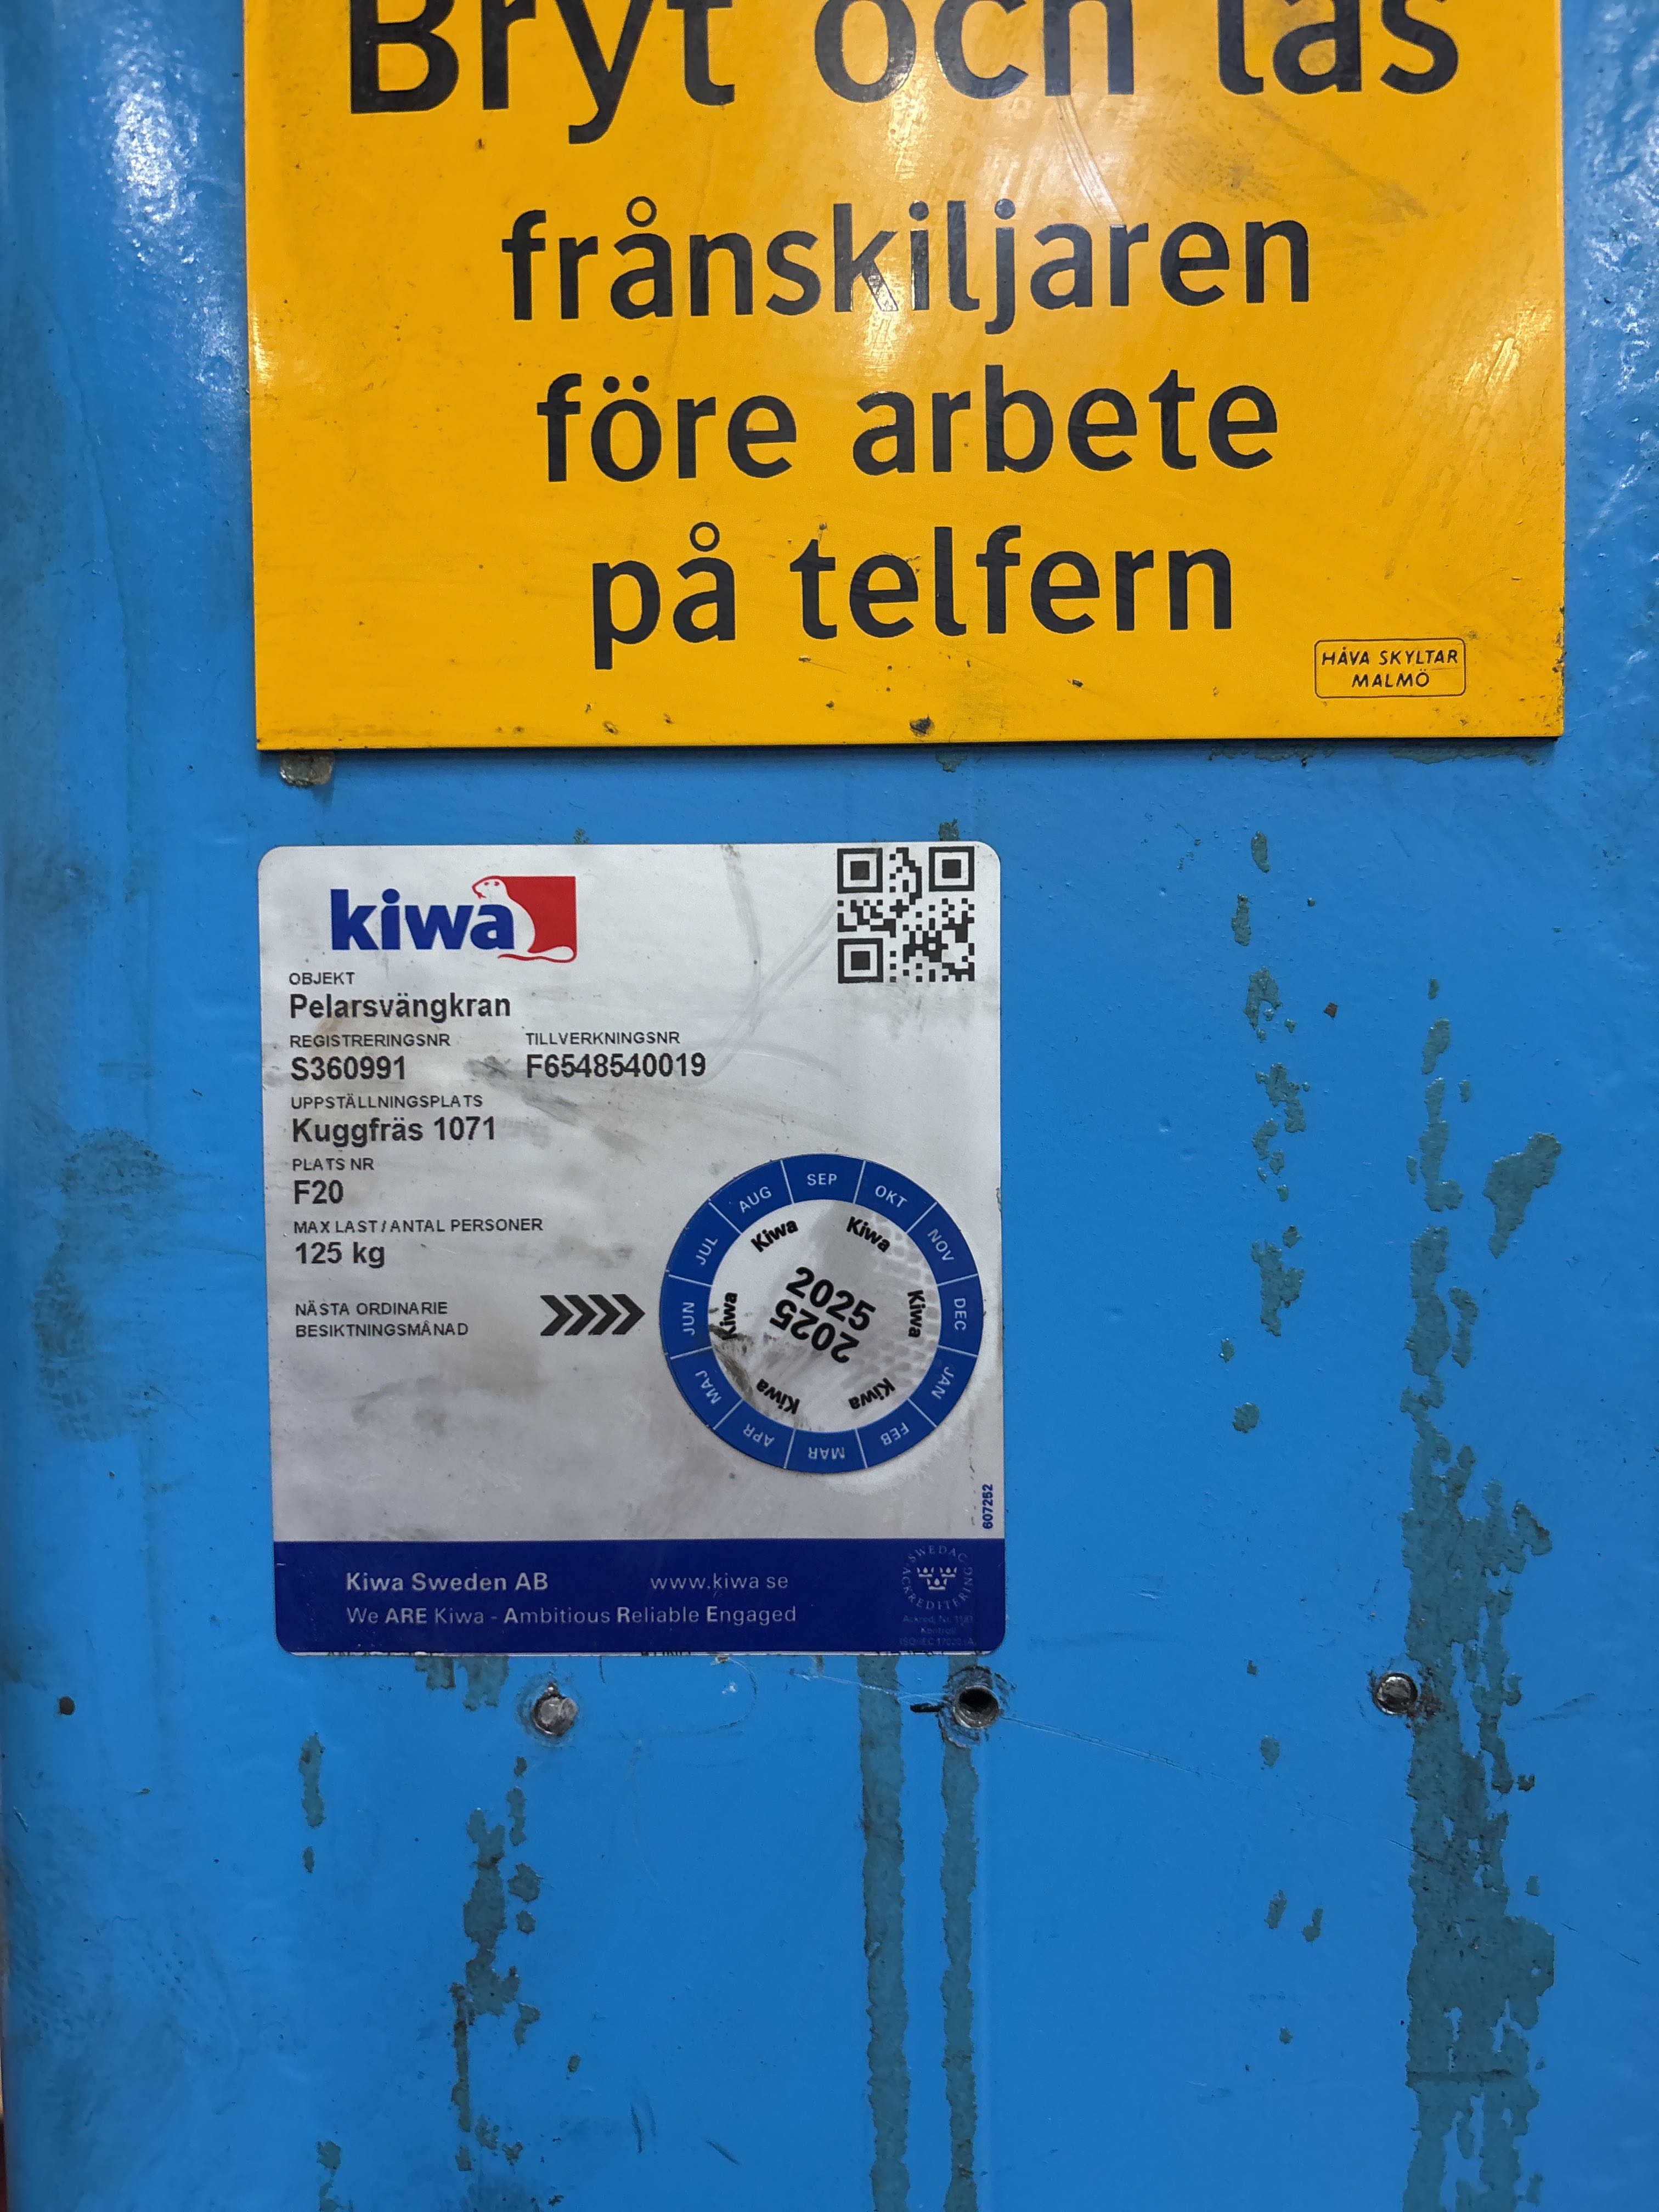 Bryt och lås
frånskiljaren
före arbete
på telfern
HÅVA SKYLTAR
MALMÖ
kiwa
OBJEKT
Pelarsvängkran
REGISTRERINGSNR TILLVERKNINGSNR
S360991 F6548540019
UPPSTÄLLNINGSPLATS
Kuggfräs 1071
PLATS NR
F20
MAX LAST/ANTAL PERSONER
125 kg
NÄSTA ORDINARIE
BESIKTNINGSMÅNAD
SEP OKT NOV DEC JAN FEB MAR APR MAJ JUN JUL AUG
Kiwa Kiwa Kiwa Kiwa Kiwa Kiwa
2025
2025
607252
Kiwa Sweden AB www.kiwa se
We ARE Kiwa - Ambitious Reliable Engaged
SWEDAC
ACKREDITERING
Kontroll